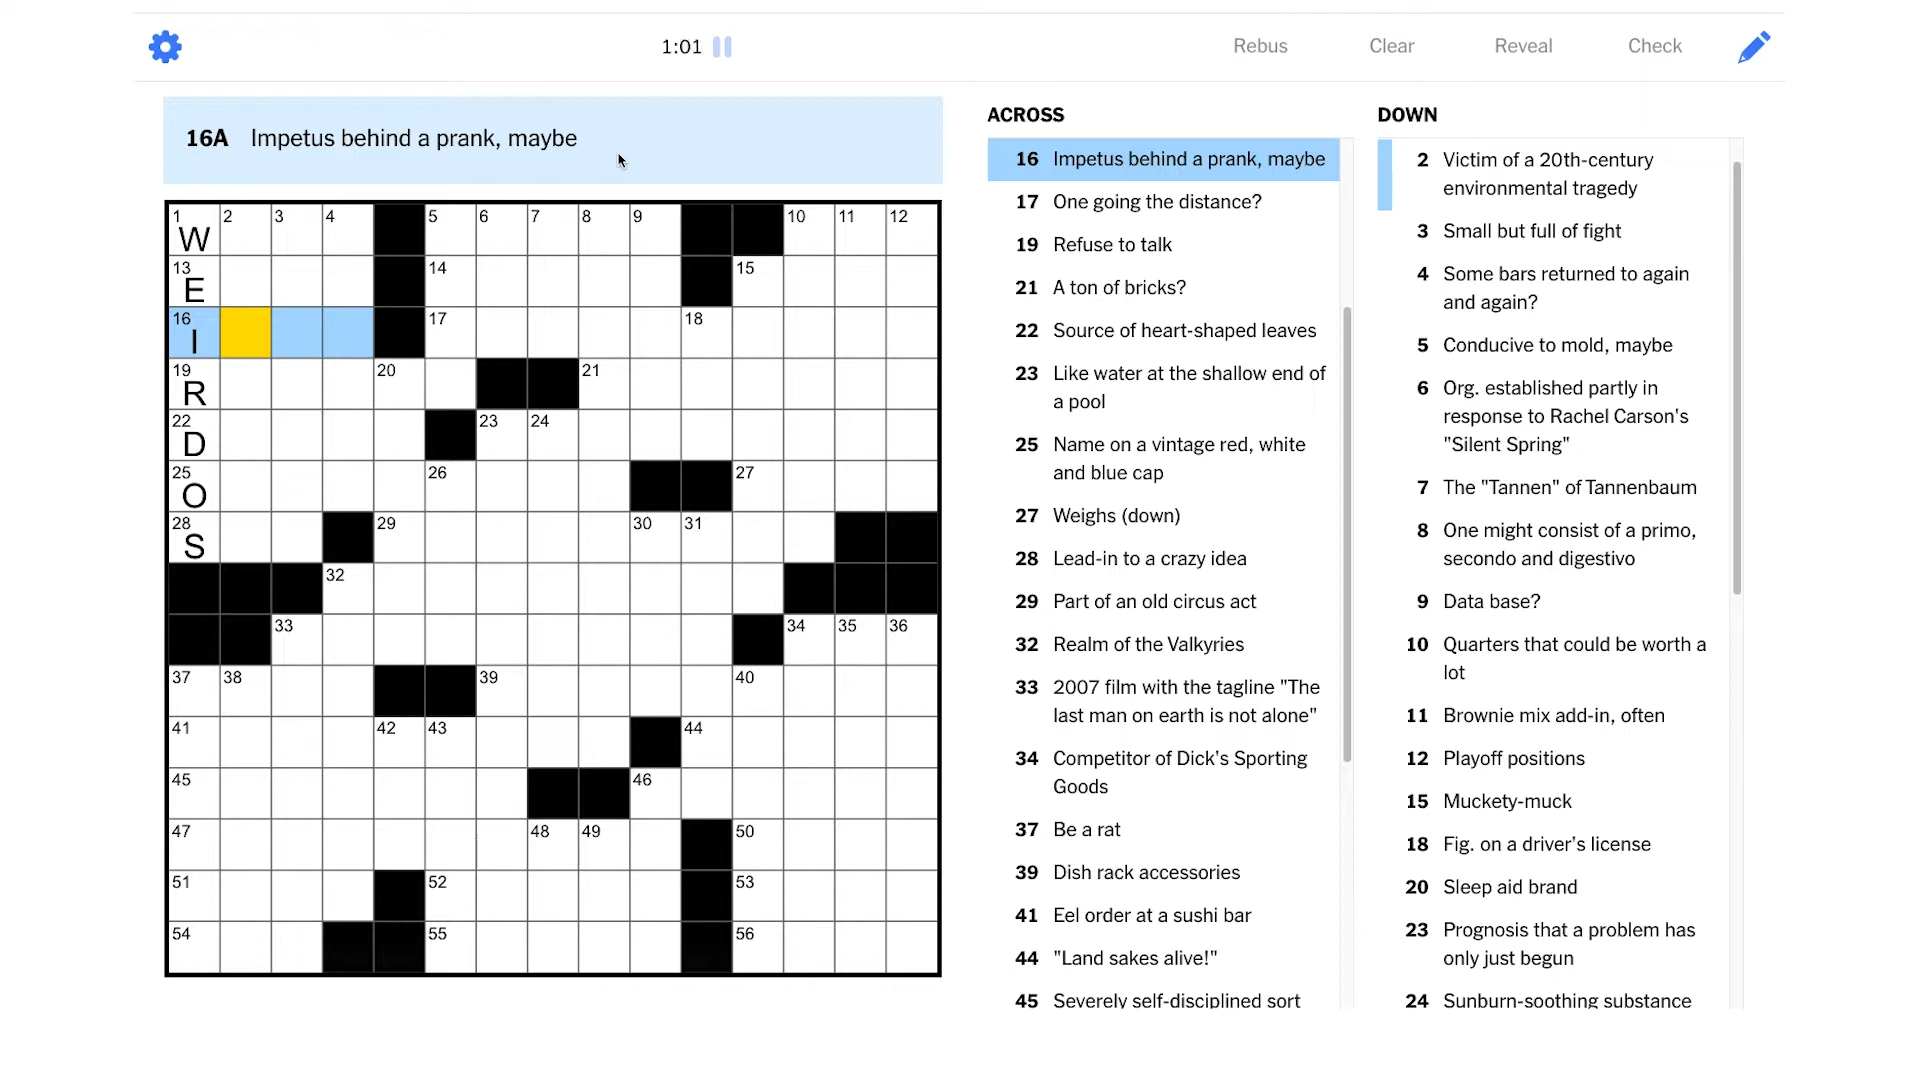 1:01
Rebus
Clear
Reveal
Check
16A Impetus behind a prank, maybe
1 2 3 4 5 6 7 8 9 10 11 12
W
13 14 15
E
16 17 18
I
19 20 21
R
22 23 24
D
25 26 27
O
28 29 30 31
S
32
33 34 35 36
37 38 39 40
41 42 43 44
45 46
47 48 49 50
51 52 53
54 55 56
ACROSS
16 Impetus behind a prank, maybe
17 One going the distance?
19 Refuse to talk
21 A ton of bricks?
22 Source of heart-shaped leaves
23 Like water at the shallow end of
a pool
25 Name on a vintage red, white
and blue cap
27 Weighs (down)
28 Lead-in to a crazy idea
29 Part of an old circus act
32 Realm of the Valkyries
33 2007 film with the tagline "The
last man on earth is not alone"
34 Competitor of Dick's Sporting
Goods
37 Be a rat
39 Dish rack accessories
41 Eel order at a sushi bar
44 "Land sakes alive!"
45 Severely self-disciplined sort
DOWN
2 Victim of a 20th-century
environmental tragedy
3 Small but full of fight
4 Some bars returned to again
and again?
5 Conducive to mold, maybe
6 Org. established partly in
response to Rachel Carson's
"Silent Spring"
7 The "Tannen" of Tannenbaum
8 One might consist of a primo,
secondo and digestivo
9 Data base?
10 Quarters that could be worth a
lot
11 Brownie mix add-in, often
12 Playoff positions
15 Muckety-muck
18 Fig. on a driver's license
20 Sleep aid brand
23 Prognosis that a problem has
only just begun
24 Sunburn-soothing substance